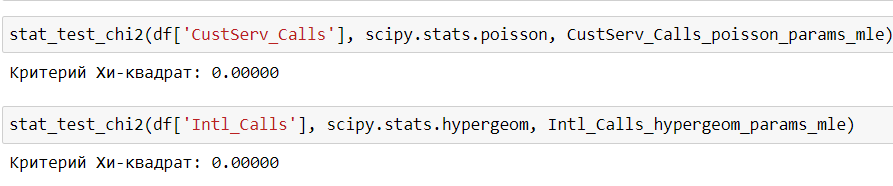 stat_test_chi2(df['CustServ_Calls'], scipy.stats.poisson, CustServ_Calls_poisson_params_mle)
Критерий Хи-квадрат: 0.00000
stat_test_chi2(df['Intl_Calls'], scipy.stats.hypergeom, Intl_Calls_hypergeom_params_mle)
Критерий Хи-квадрат: 0.00000